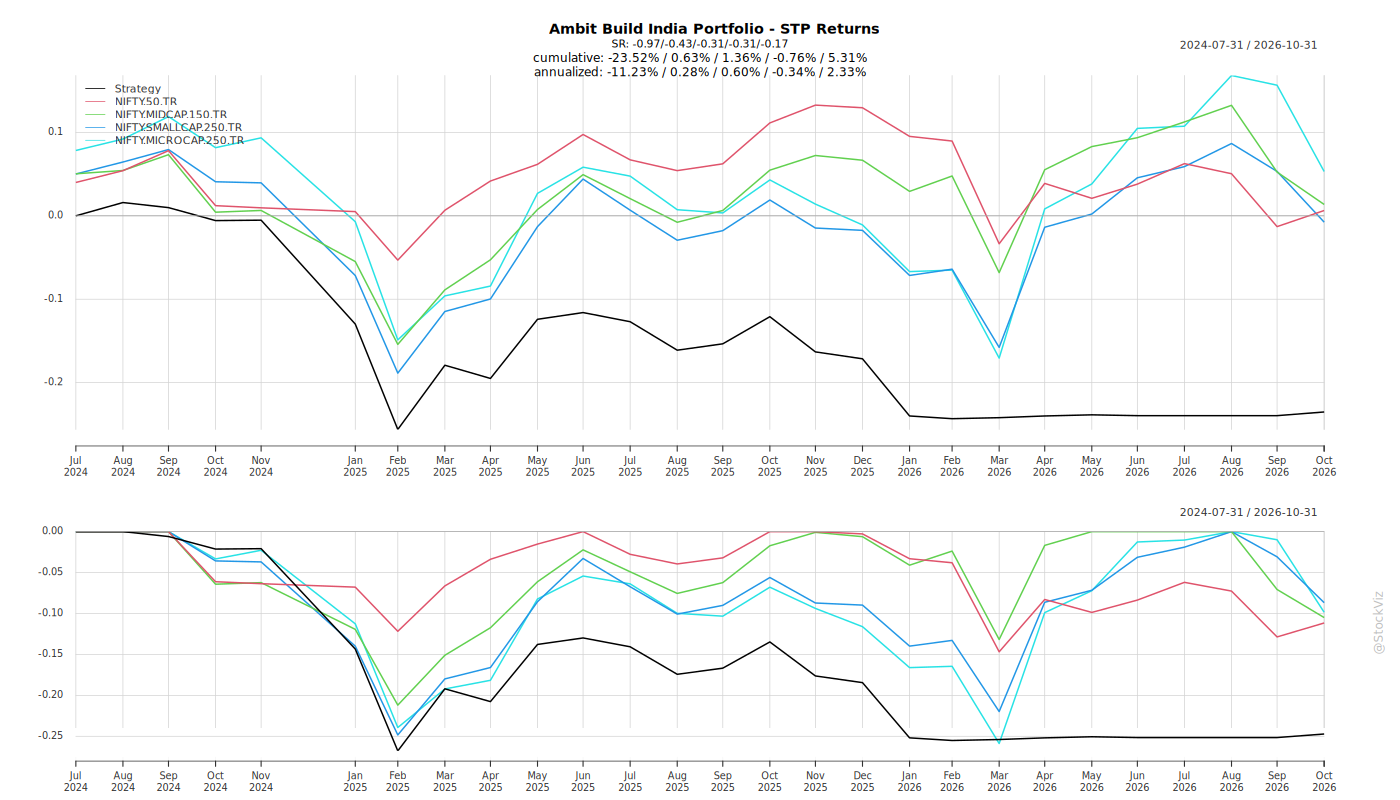 Ambit Build India Portfolio - STP Returns
SR: -0.97/-0.43/-0.31/-0.31/-0.17
cumulative: -23.52% / 0.63% / 1.36% / -0.76% / 5.31%
annualized: -11.23% / 0.28% / 0.60% / -0.34% / 2.33%
2024-07-31 / 2026-10-31
Strategy
NIFTY.50.TR
NIFTY.MIDCAP.150.TR
NIFTY.SMALLCAP.250.TR
NIFTY.MICROCAP.250.TR
0.1
0.0
-0.1
-0.2
Jul Aug Sep Oct Nov Jan Feb Mar Apr May Jun Jul Aug Sep Oct Nov Dec Jan Feb Mar Apr May Jun Jul Aug Sep Oct
2024 2024 2024 2024 2024 2025 2025 2025 2025 2025 2025 2025 2025 2025 2025 2025 2025 2026 2026 2026 2026 2026 2026 2026 2026 2026 2026
2024-07-31 / 2026-10-31
0.00
-0.05
-0.10
-0.15
-0.20
-0.25
Jul Aug Sep Oct Nov Jan Feb Mar Apr May Jun Jul Aug Sep Oct Nov Dec Jan Feb Mar Apr May Jun Jul Aug Sep Oct
2024 2024 2024 2024 2024 2025 2025 2025 2025 2025 2025 2025 2025 2025 2025 2025 2025 2026 2026 2026 2026 2026 2026 2026 2026 2026 2026
@StockViz